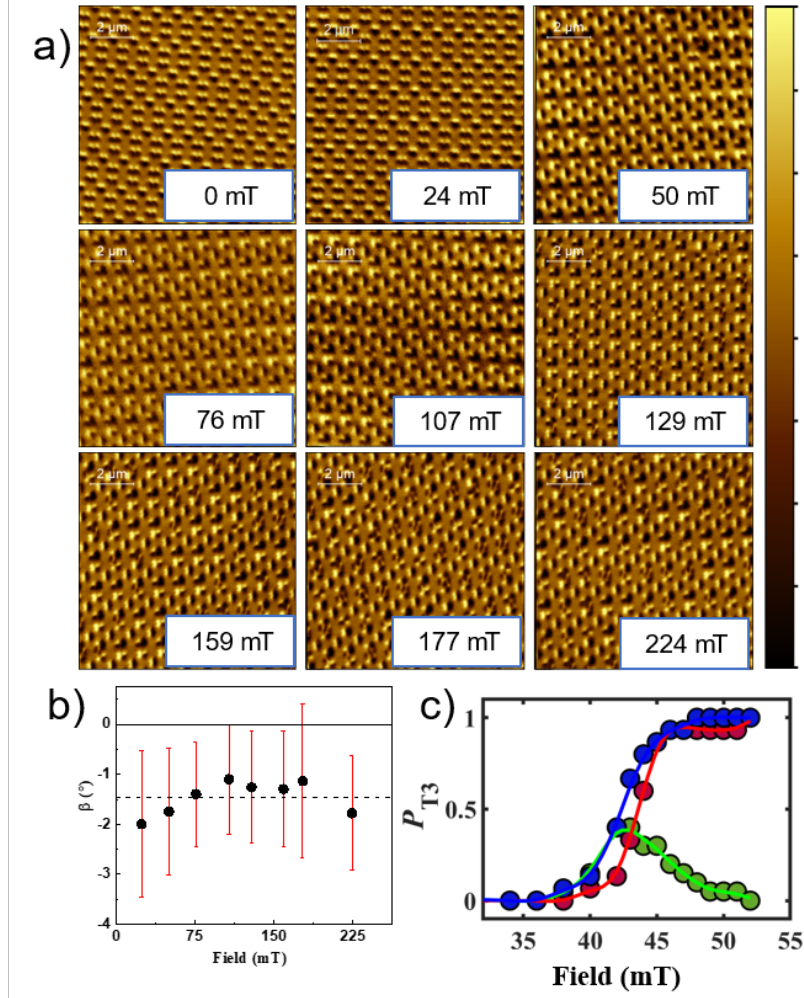 a)
2 μm
2 μm
2 μm
0 mT
24 mT
50 mT
2 μm
2 μm
2 μm
76 mT
107 mT
129 mT
2 μm
2 μm
2 μm
159 mT
177 mT
224 mT
b)
0
-1
-2
-3
-4
β (°)
0
75
150
225
Field (mT)
c)
1
0.5
0
P_T3
35
40
45
50
55
Field (mT)